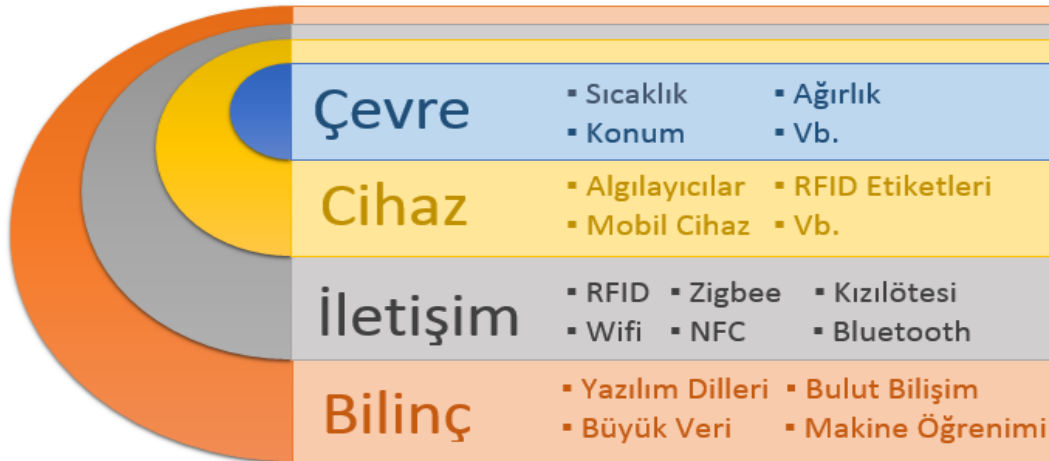 Çevre
▪ Sıcaklık ▪ Ağırlık
▪ Konum ▪ Vb.
Cihaz
▪ Algılayıcılar ▪ RFID Etiketleri
▪ Mobil Cihaz ▪ Vb.
İletişim
▪ RFID ▪ Zigbee ▪ Kızılötesi
▪ Wifi ▪ NFC ▪ Bluetooth
Bilinç
▪ Yazılım Dilleri ▪ Bulut Bilişim
▪ Büyük Veri ▪ Makine Öğrenimi